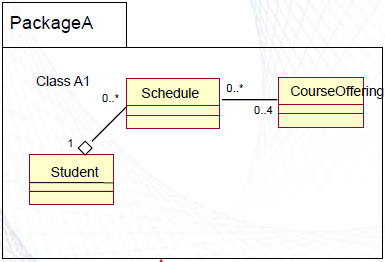 PackageA
Class A1
0..*
Schedule
0..*
CourseOffering
0..4
1
Student